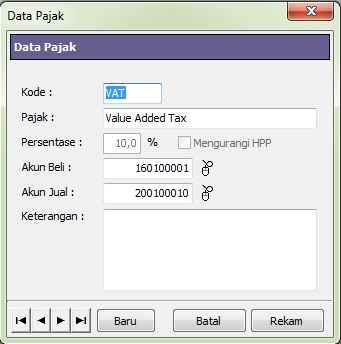 Data Pajak
Data Pajak
Kode : VAT
Pajak : Value Added Tax
Persentase : 10,0 % Mengurangi HPP
Akun Beli : 160100001
Akun Jual : 200100010
Keterangan :
Baru Batal Rekam